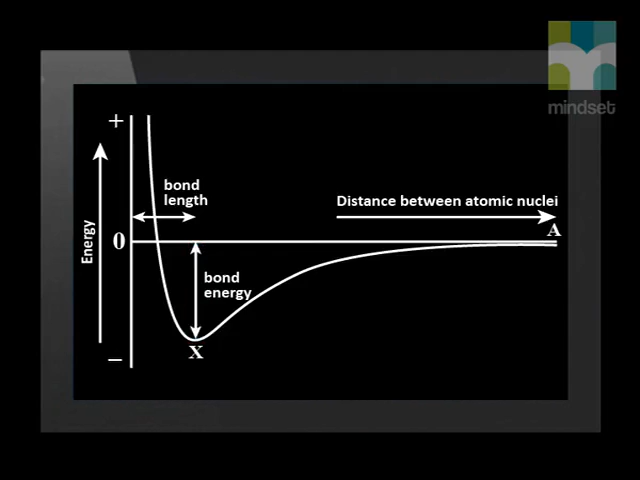 mindset
+
bond
length
Distance between atomic nuclei
A
Energy
0
bond
energy
X
–